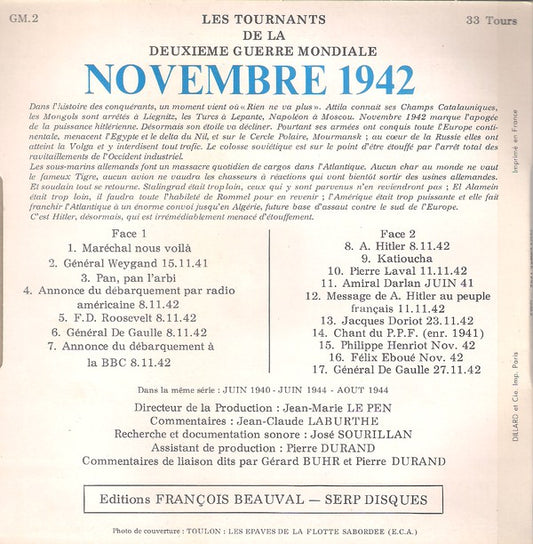 GM.2
33 Tours
LES TOURNANTS
DE LA
DEUXIEME GUERRE MONDIALE
NOVEMBRE 1942
Dans l'histoire des conquérants, un moment vient où « Rien ne va plus ». Attila connait ses Champs Catalauniques,
les Mongols sont arrêtés à Liegnitz, les Turcs à Lepante, Napoléon à Moscou. Novembre 1942 marque l'apogée
de la puissance hitlérienne. Désormais son étoile va décliner. Pourtant ses armées ont conquis toute l'Europe conti-
nentale, menacent l'Egypte et le delta du Nil, et sur le Cercle Polaire, Mourmansk ; au cœur de la Russie elles ont
atteint la Volga et y interdisent tout trafic. Le colosse soviétique est sur le point d'être étouffé par l'arrêt total des
ravitaillements de l'Occident industriel.
Les sous-marins allemands font un massacre quotidien de cargos dans l'Atlantique. Aucun char au monde ne vaut
le fameux Tigre, aucun avion ne vaudra les chasseurs à réactions qui vont bientôt sortir des usines allemandes.
Et soudain tout se retourne. Stalingrad était trop loin, ceux qui y sont parvenus n'en reviendront pas ; El Alamein
était trop loin, il faudra toute l'habileté de Rommel pour en revenir ; l'Amérique était trop puissante et elle fait
franchir l'Atlantique à un énorme convoi jusqu'en Algérie, future base d'assaut contre le sud de l'Europe.
C'est Hitler, désormais, qui est irrémédiablement menacé d'étouffement.
Face 1
1. Maréchal nous voilà
2. Général Weygand 15.11.41
3. Pan, pan l'arbi
4. Annonce du débarquement par radio
américaine 8.11.42
5. F.D. Roosevelt 8.11.42
6. Général De Gaulle 8.11.42
7. Annonce du débarquement à
la BBC 8.11.42
Face 2
8. A. Hitler 8.11.42
9. Katioucha
10. Pierre Laval 11.11.42
11. Amiral Darlan JUIN 41
12. Message de A. Hitler au peuple
français 11.11.42
13. Jacques Doriot 23.11.42
14. Chant du P.P.F. (enr. 1941)
15. Philippe Henriot Nov. 42
16. Félix Eboué Nov. 42
17. Général De Gaulle 27.11.42
Dans la même série : JUIN 1940 - JUIN 1944 - AOUT 1944
Directeur de la Production : Jean-Marie LE PEN
Commentaires : Jean-Claude LABURTHE
Recherche et documentation sonore : José SOURILLAN
Assistant de production : Pierre DURAND
Commentaires de liaison dits par Gérard BUHR et Pierre DURAND
Editions FRANÇOIS BEAUVAL — SERP DISQUES
Photo de couverture : TOULON : LES EPAVES DE LA FLOTTE SABORDEE (E.C.A.)
Imprimé en France
DILLARD et Cie. Imp. Paris